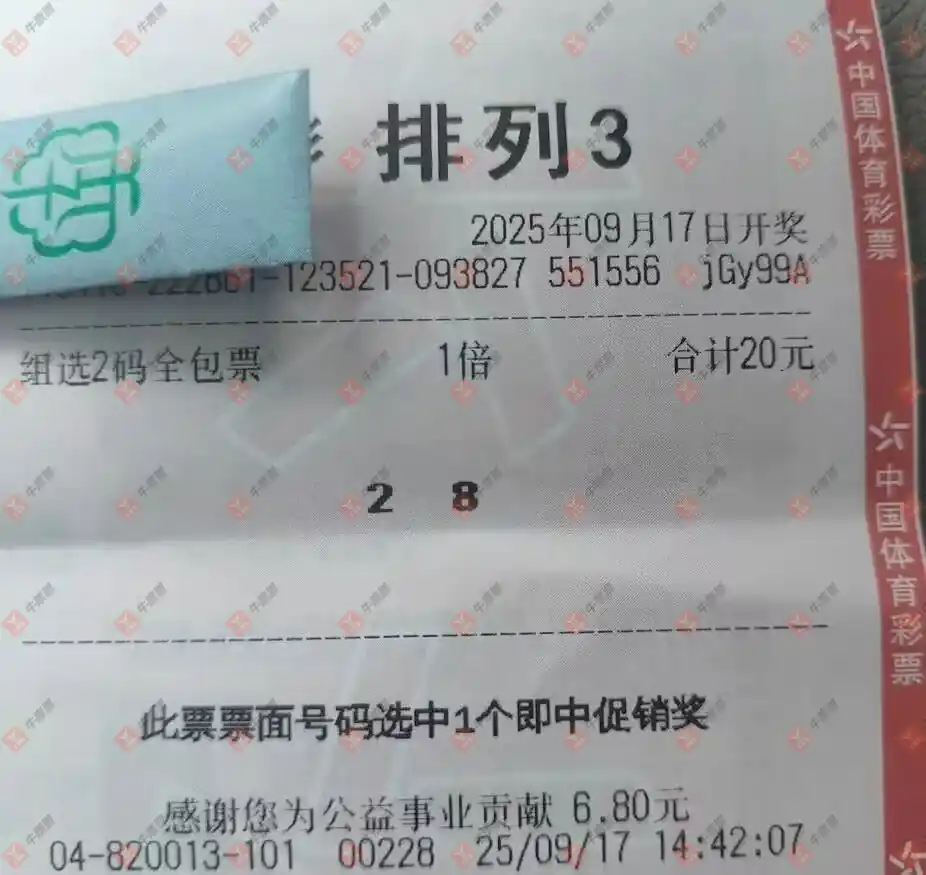 排列3
2025年09月17日开奖
-222861-123521-093827 551556 jGy99A
组选2码全包票 1倍 合计20元
2 8
此票票面号码选中1个即中促销奖
感谢您为公益事业贡献 6.80元
04-820013-101 00228 25/09/17 14:42:07
中国体育彩票
中国体育彩票